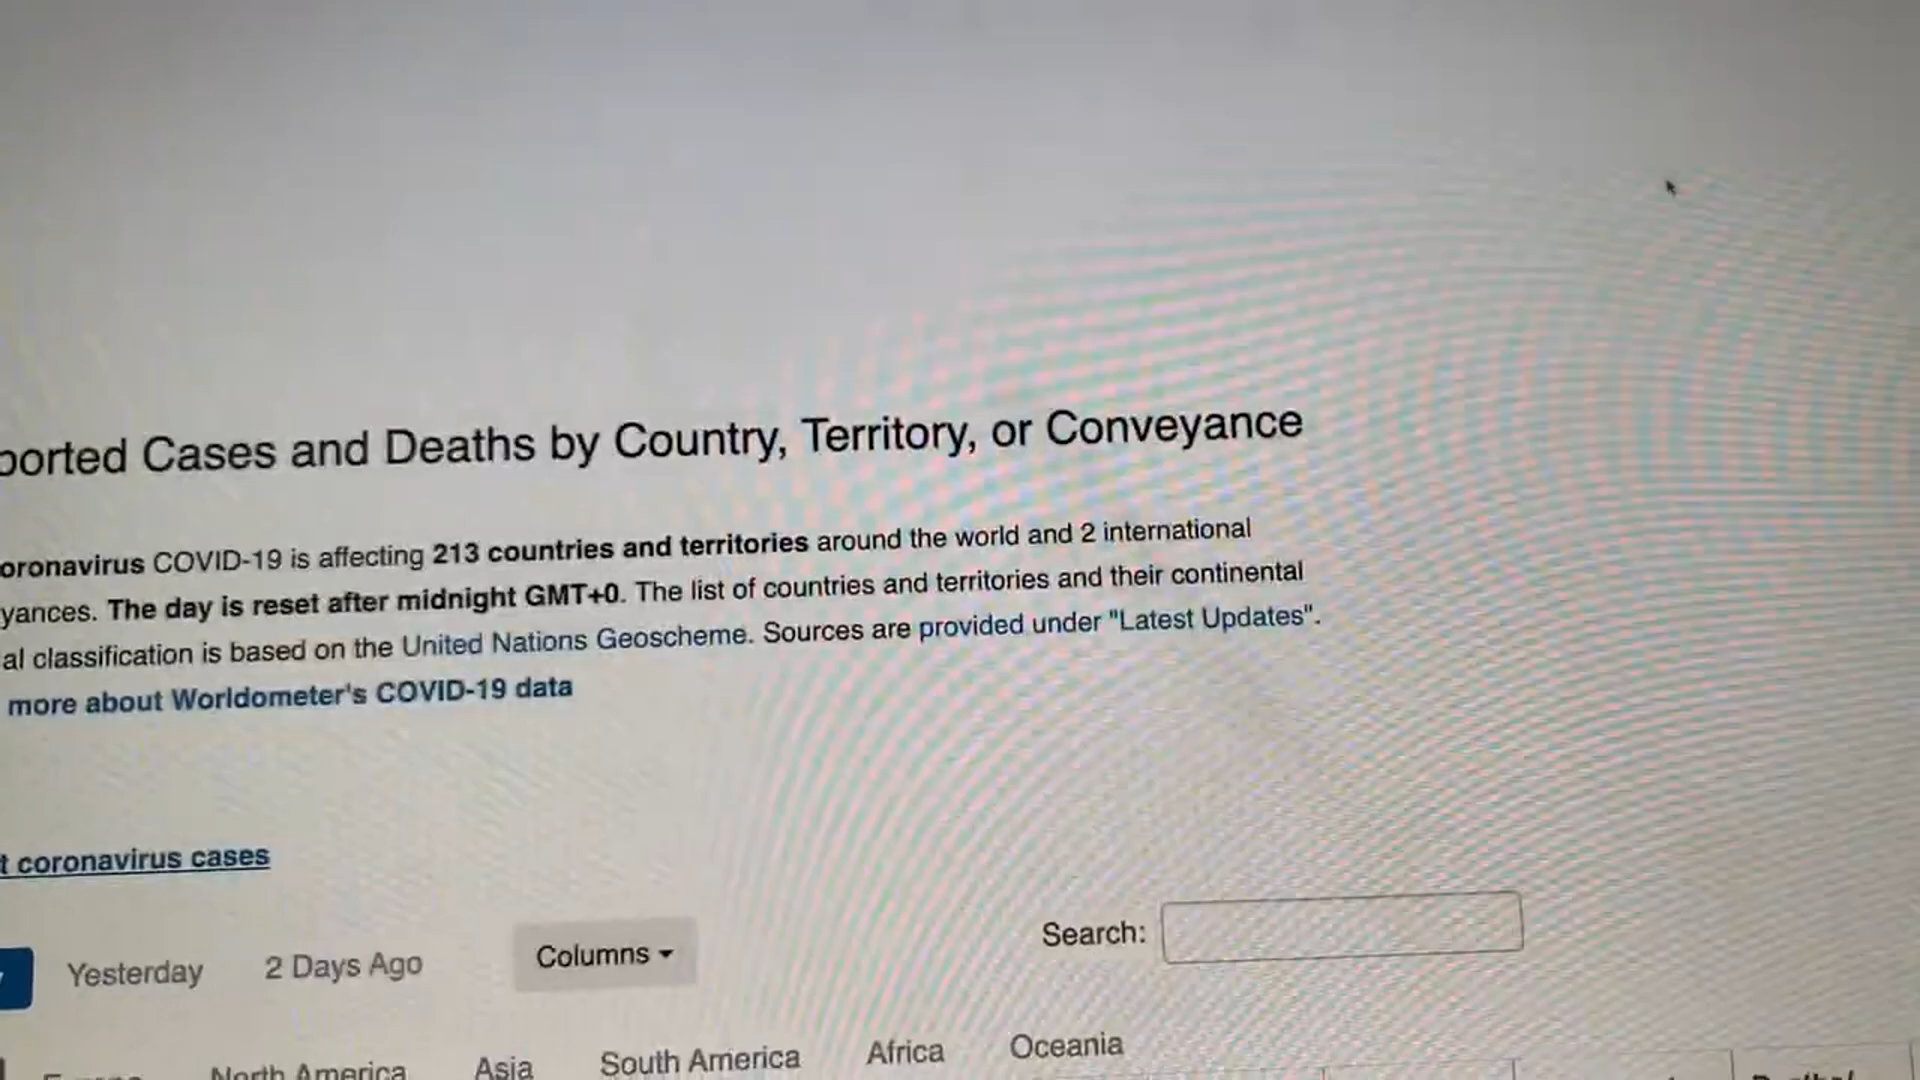 ported Cases and Deaths by Country, Territory, or Conveyance
oronavirus COVID-19 is affecting 213 countries and territories around the world and 2 international
yances. The day is reset after midnight GMT+0. The list of countries and territories and their continental
al classification is based on the United Nations Geoscheme. Sources are provided under "Latest Updates".
more about Worldometer's COVID-19 data
t coronavirus cases
Yesterday 2 Days Ago Columns Search:
North America Asia South America Africa Oceania